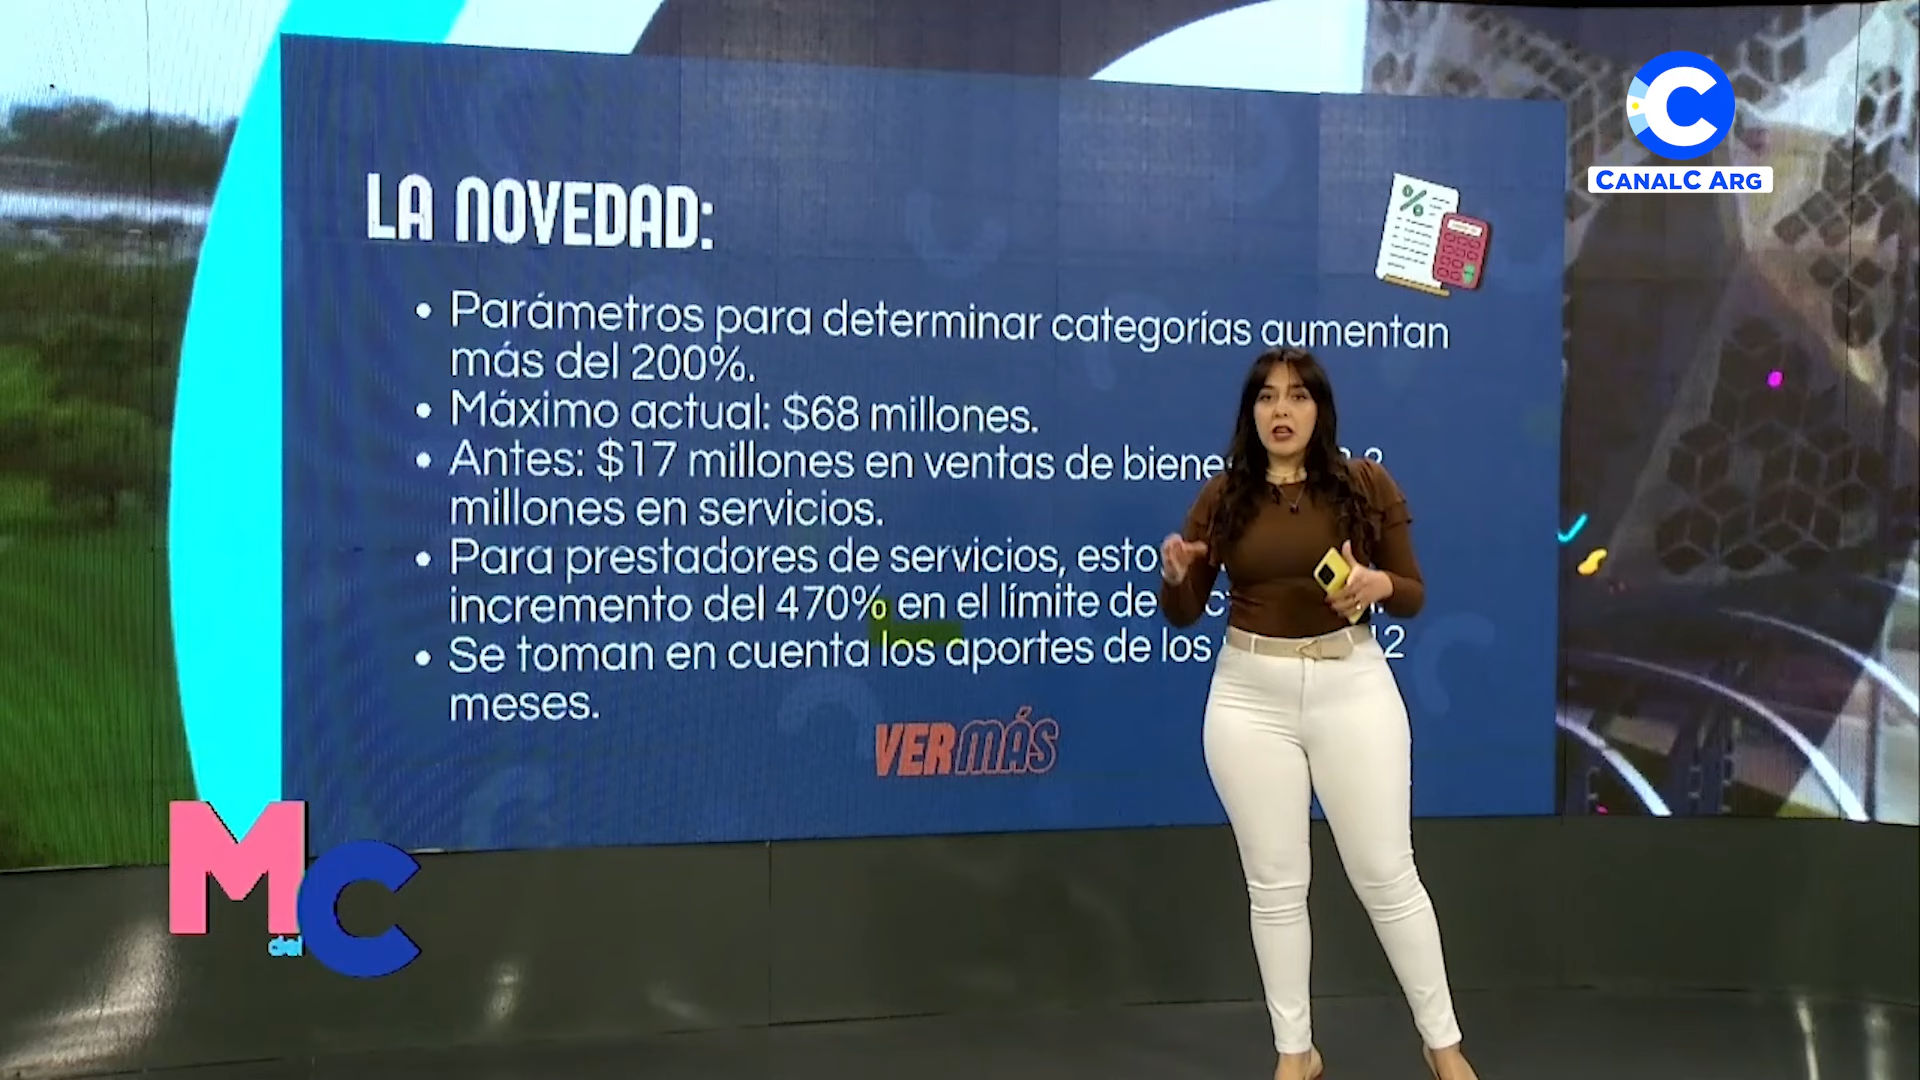 CANALC ARG
LA NOVEDAD:
• Parámetros para determinar categorías aumentan
más del 200%.
• Máximo actual: $68 millones.
• Antes: $17 millones en ventas de biene
millones en servicios.
• Para prestadores de servicios, esto
incremento del 470% en el límite de
• Se toman en cuenta los aportes de los 12
meses.
VERMÁS
M del C